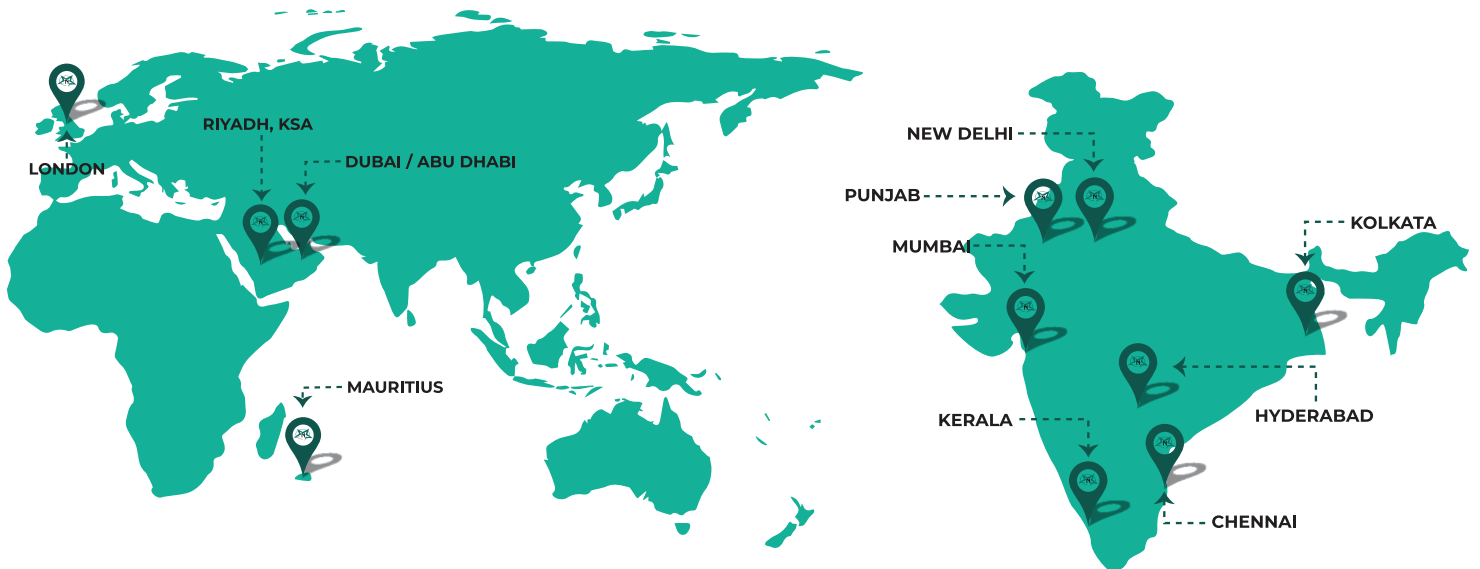 RIYADH, KSA
DUBAI / ABU DHABI
LONDON
MAURITIUS
NEW DELHI
PUNJAB
KOLKATA
MUMBAI
HYDERABAD
KERALA
CHENNAI